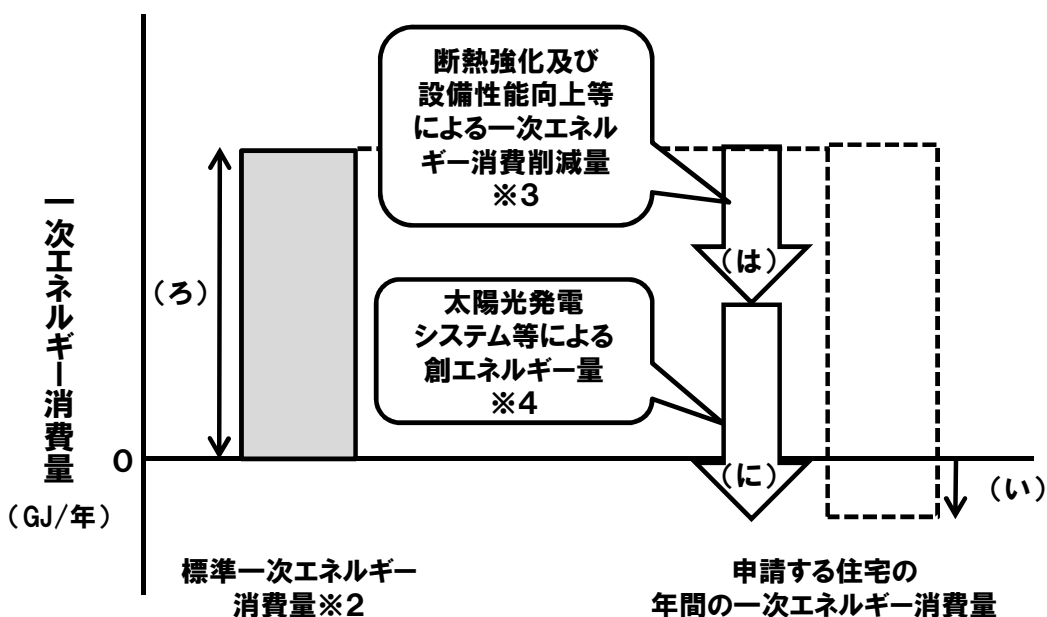 断熱強化及び
設備性能向上等
による一次エネル
ギー消費削減量
※3
一次エネルギー消費量
(ろ)
(は)
太陽光発電
システム等による
創エネルギー量
※4
0
(に)
(い)
(GJ/年)
標準一次エネルギー
消費量※2
申請する住宅の
年間の一次エネルギー消費量